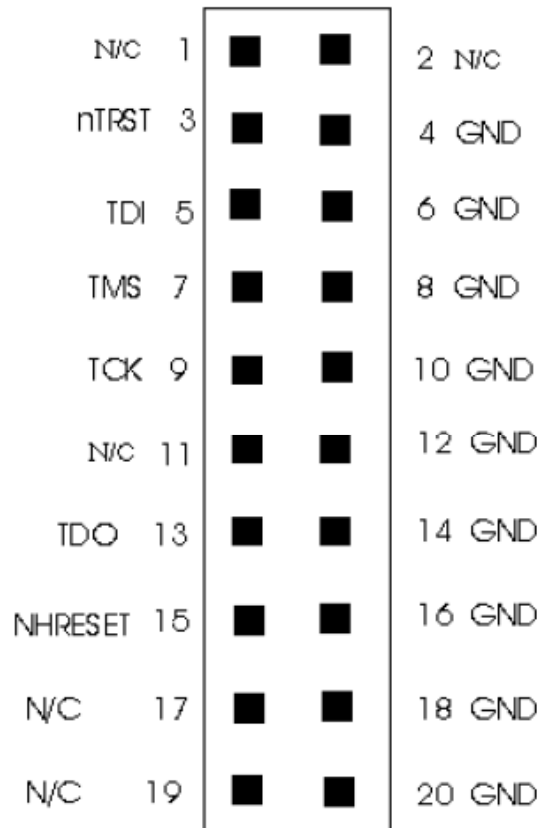 N/C 1 2 N/C
nTRST 3 4 GND
TDI 5 6 GND
TMS 7 8 GND
TCK 9 10 GND
N/C 11 12 GND
TDO 13 14 GND
NHRESET 15 16 GND
N/C 17 18 GND
N/C 19 20 GND